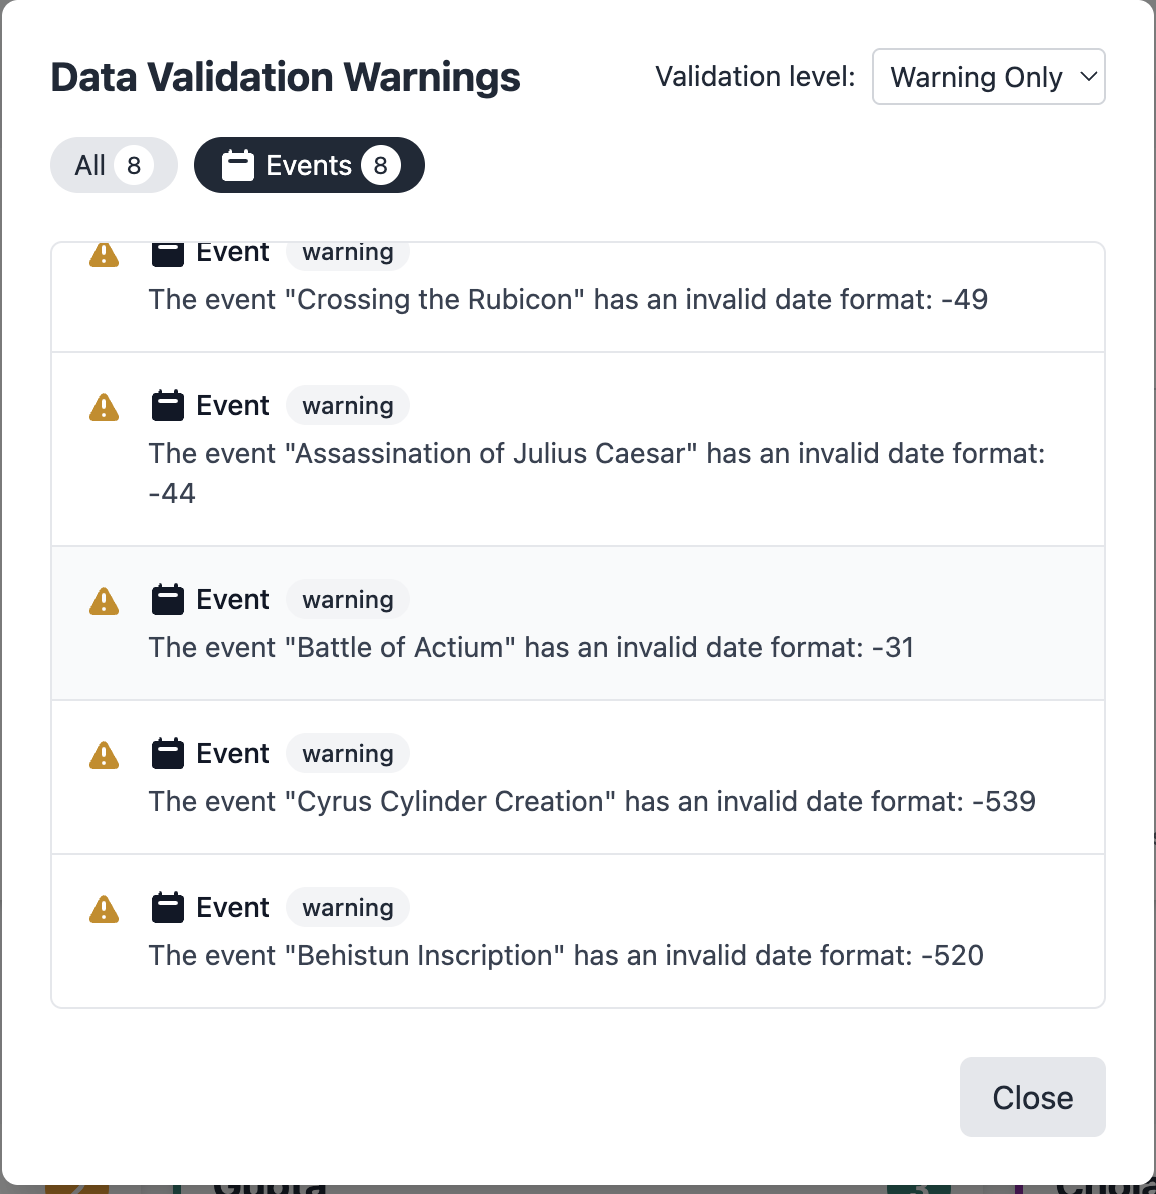 Data Validation Warnings
Validation level: Warning Only
All 8 Events 8
Event warning
The event "Crossing the Rubicon" has an invalid date format: -49
Event warning
The event "Assassination of Julius Caesar" has an invalid date format:
-44
Event warning
The event "Battle of Actium" has an invalid date format: -31
Event warning
The event "Cyrus Cylinder Creation" has an invalid date format: -539
Event warning
The event "Behistun Inscription" has an invalid date format: -520
Close
Gupta